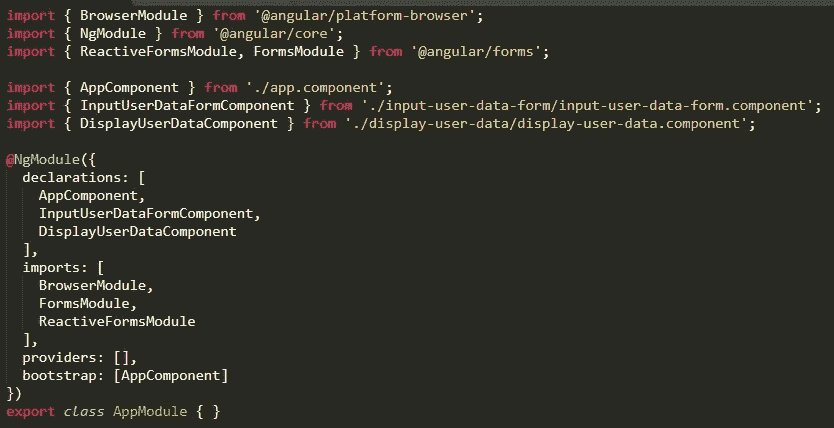 import { BrowserModule } from '@angular/platform-browser';
import { NgModule } from '@angular/core';
import { ReactiveFormsModule, FormsModule } from '@angular/forms';
import { AppComponent } from './app.component';
import { InputUserDataFormComponent } from './input-user-data-form/input-user-data-form.component';
import { DisplayUserDataComponent } from './display-user-data/display-user-data.component';
@NgModule({
  declarations: [
    AppComponent,
    InputUserDataFormComponent,
    DisplayUserDataComponent
  ],
  imports: [
    BrowserModule,
    FormsModule,
    ReactiveFormsModule
  ],
  providers: [],
  bootstrap: [AppComponent]
})
export class AppModule { }